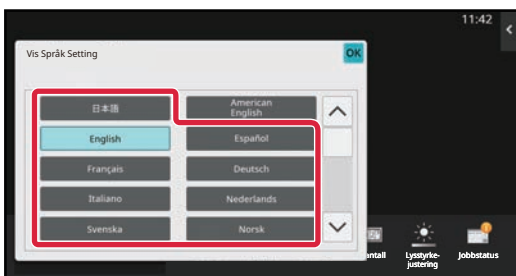 11:42
Vis Språk Setting
OK
日本語
American
English
English
Español
Français
Deutsch
Italiano
Nederlands
Svenska
Norsk
antall
Lysstyrke-
justering
Jobbstatus